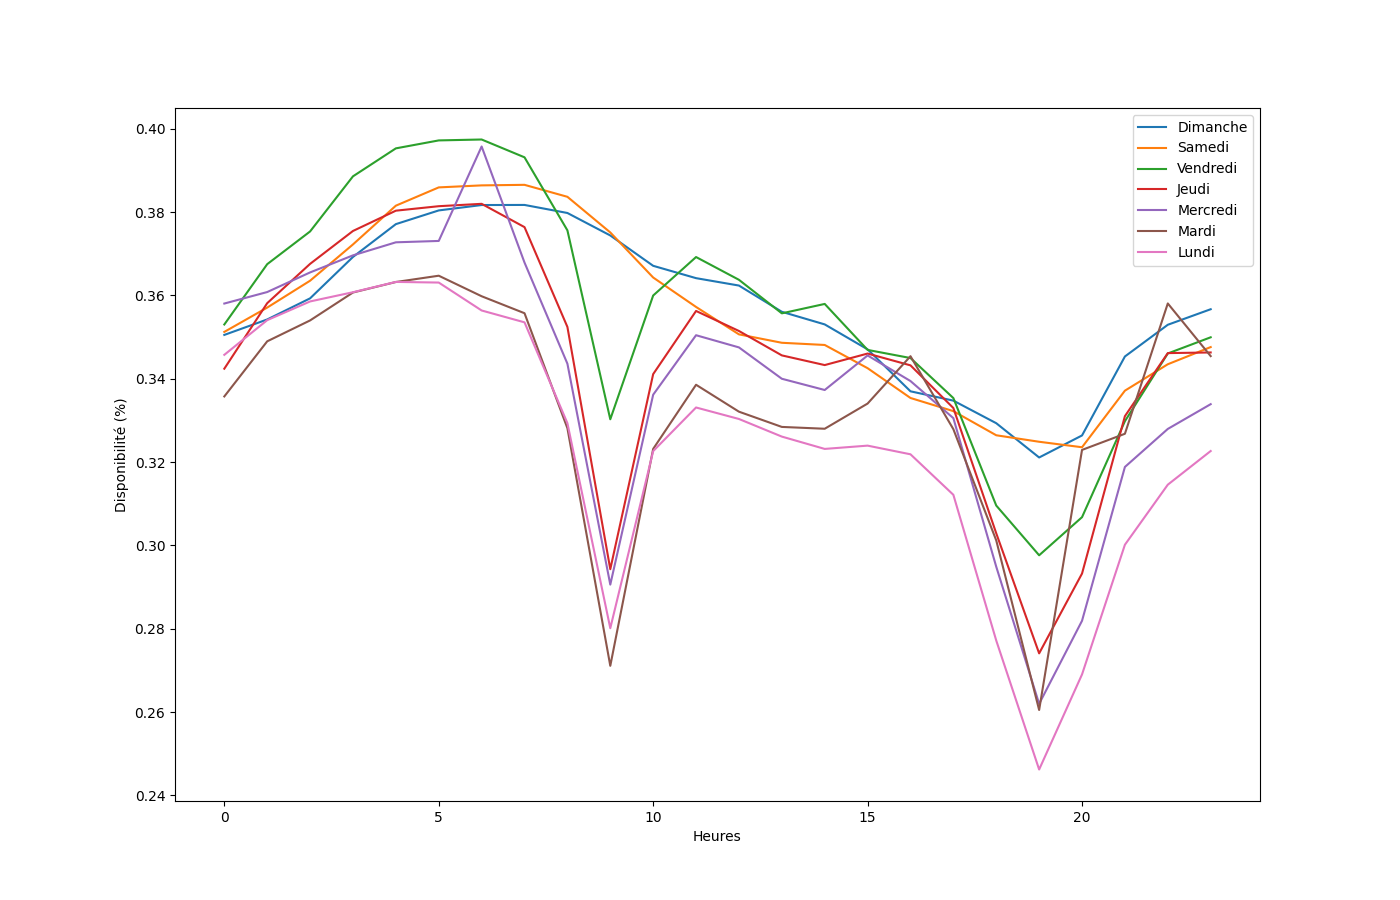 0.40
0.38
0.36
0.34
0.32
0.30
0.28
0.26
0.24
Disponibilité (%)
0 5 10 15 20
Heures
Dimanche
Samedi
Vendredi
Jeudi
Mercredi
Mardi
Lundi